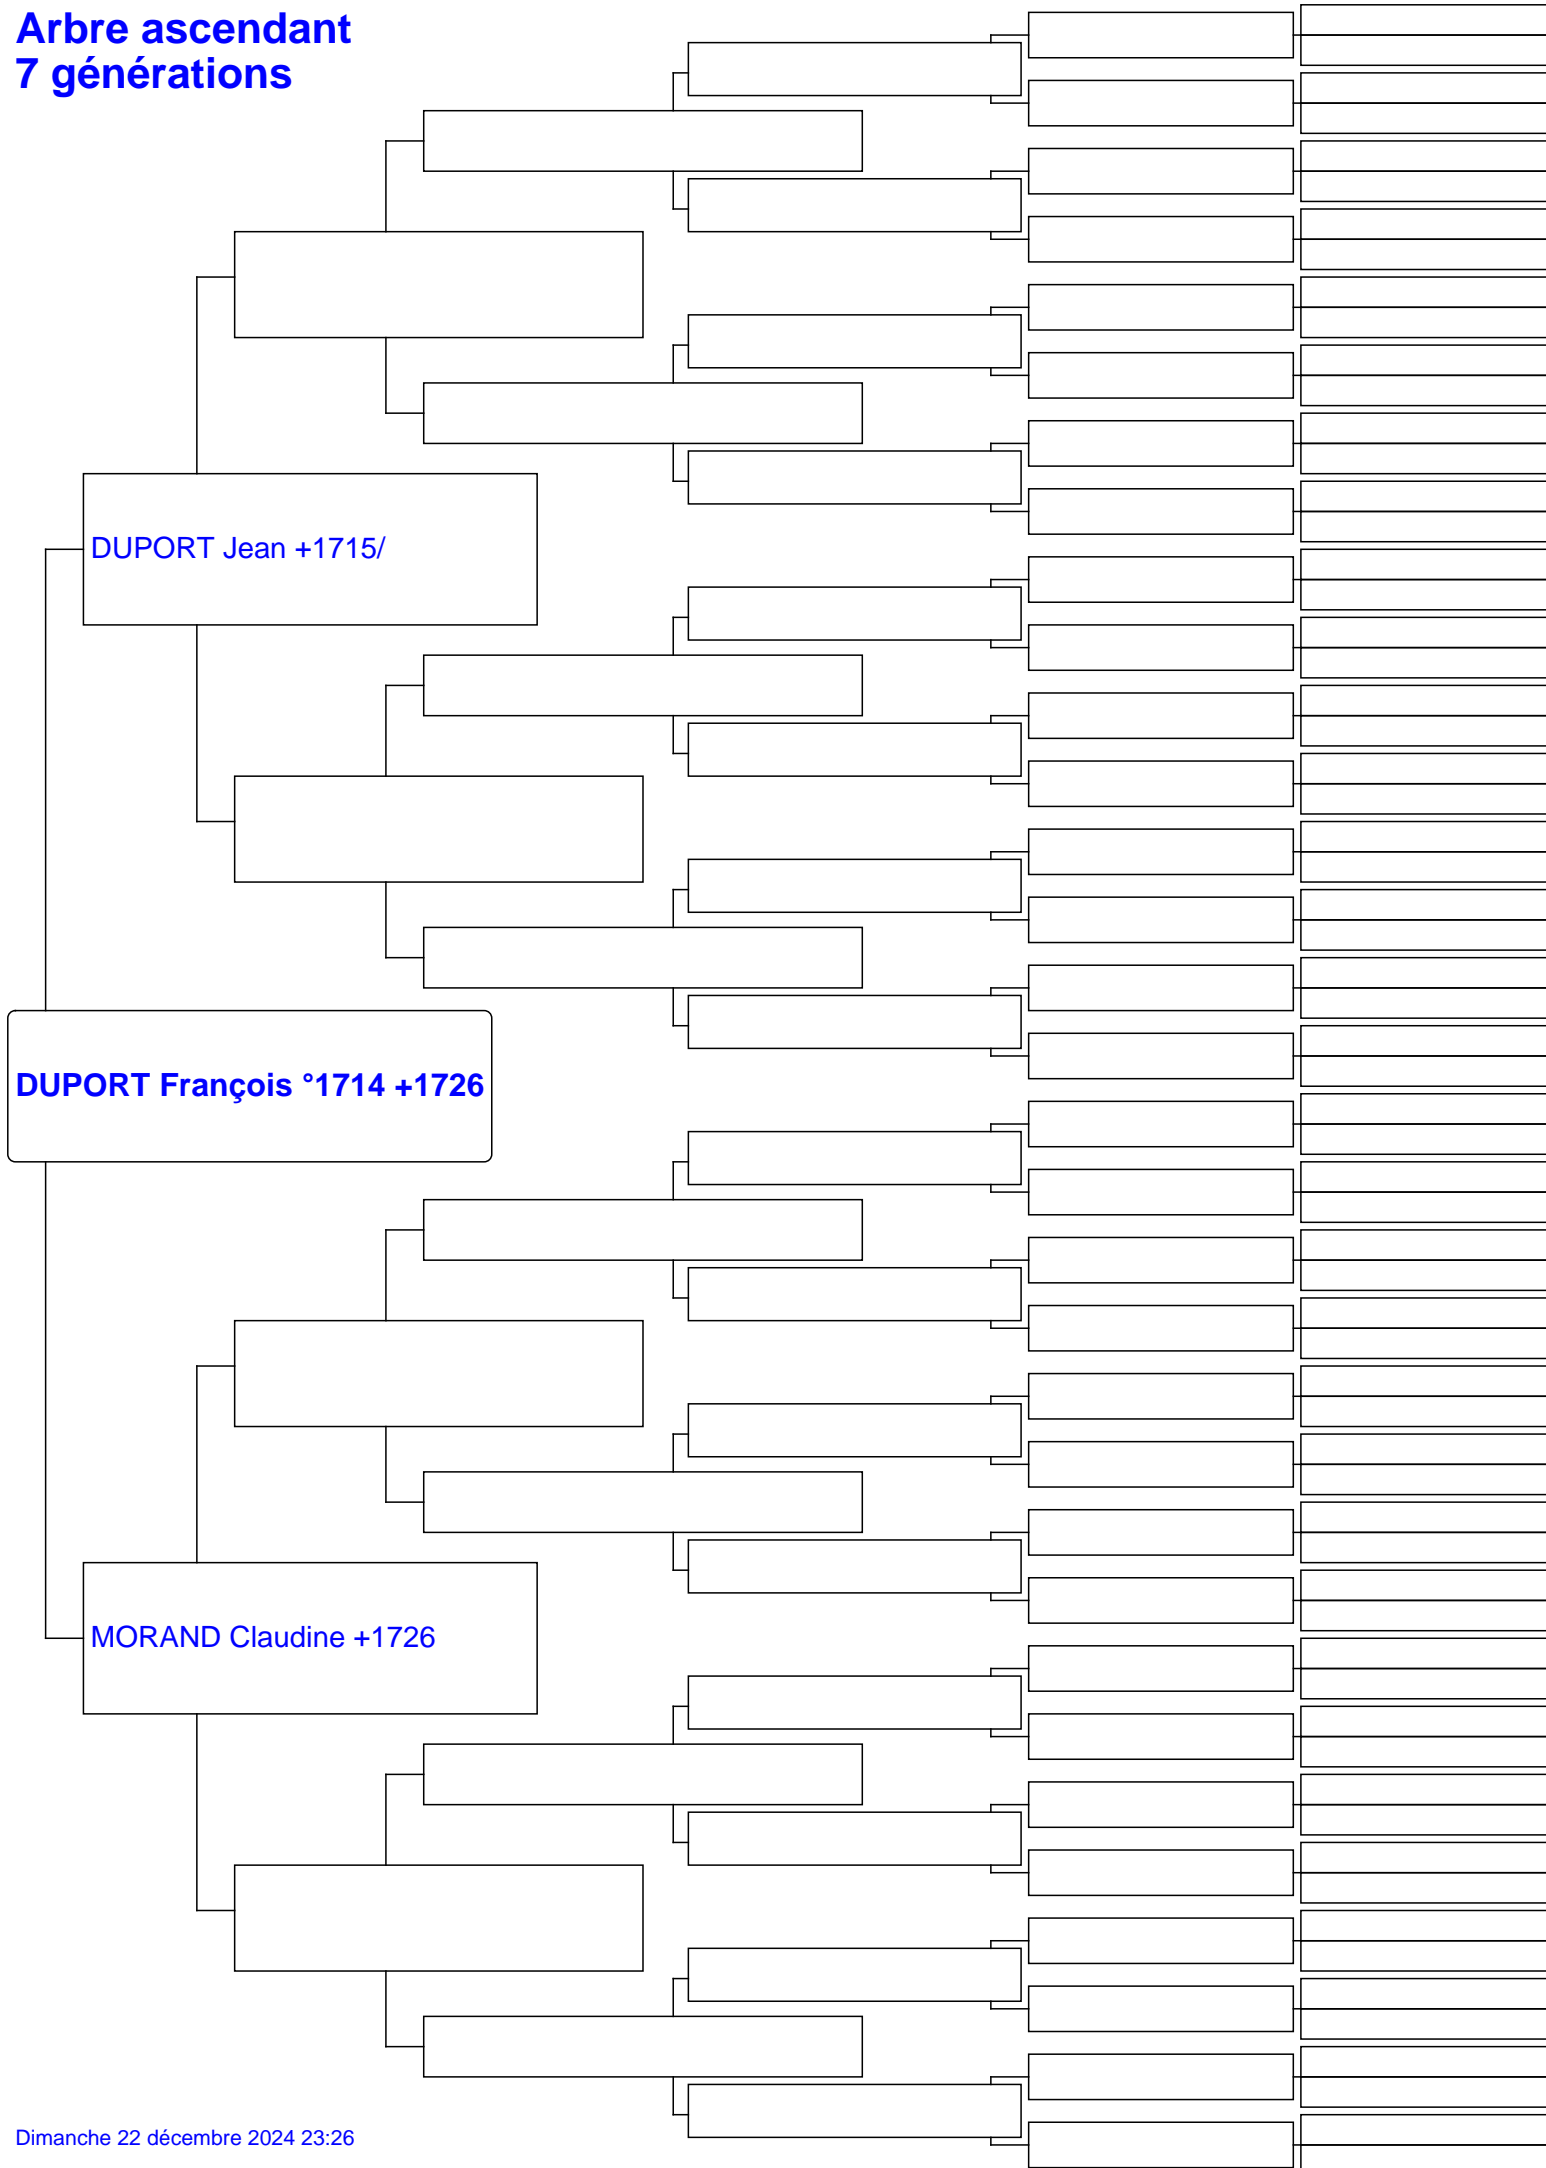 Arbre ascendant
7 générations
DUPORT Jean +1715/
DUPORT François °1714 +1726
MORAND Claudine +1726
Dimanche 22 décembre 2024 23:26